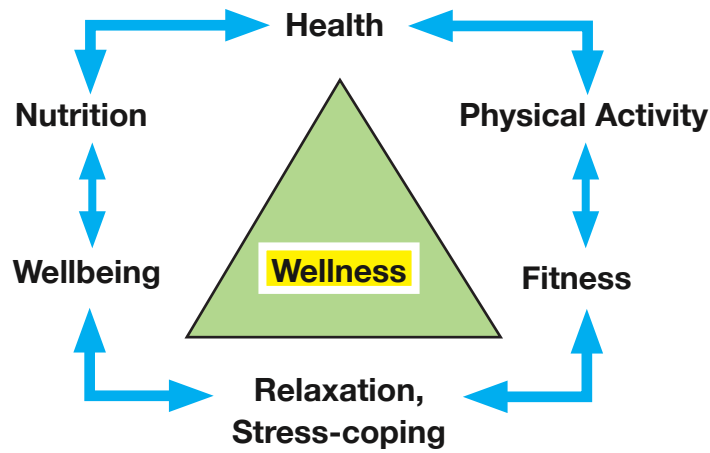 Health
Nutrition
Physical Activity
Wellbeing
Wellness
Fitness
Relaxation,
Stress-coping